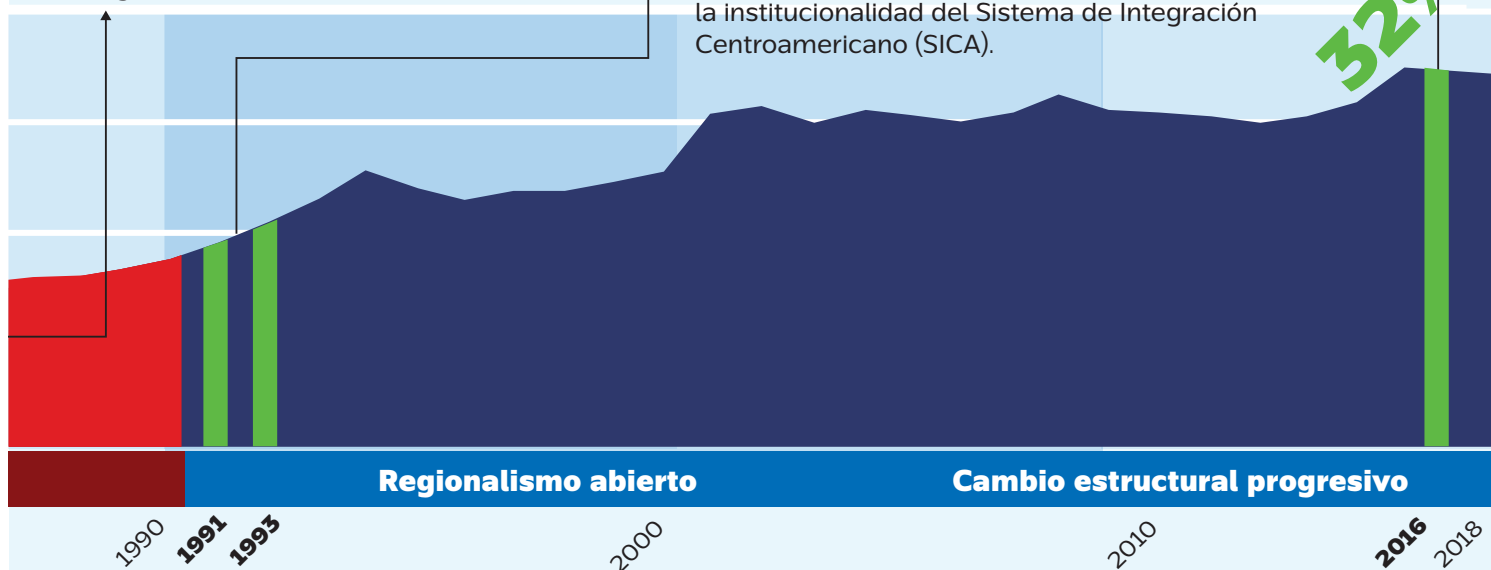 la institucionalidad del Sistema de Integración
Centroamericano (SICA).
32%
Regionalismo abierto
Cambio estructural progresivo
1990
1991
1993
2000
2010
2016
2018